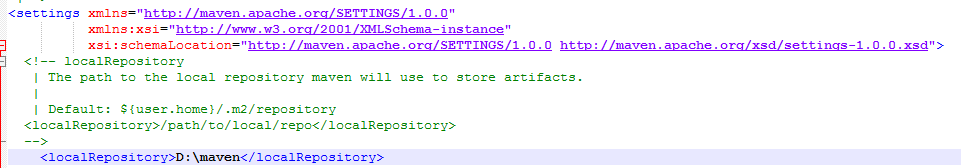 <settings xmlns="http://maven.apache.org/SETTINGS/1.0.0"
xmlns:xsi="http://www.w3.org/2001/XMLSchema-instance"
xsi:schemaLocation="http://maven.apache.org/SETTINGS/1.0.0 http://maven.apache.org/xsd/settings-1.0.0.xsd">
<!-- localRepository
| The path to the local repository maven will use to store artifacts.
|
| Default: ${user.home}/.m2/repository
<localRepository>/path/to/local/repo</localRepository>
-->
<localRepository>D:\maven</localRepository>